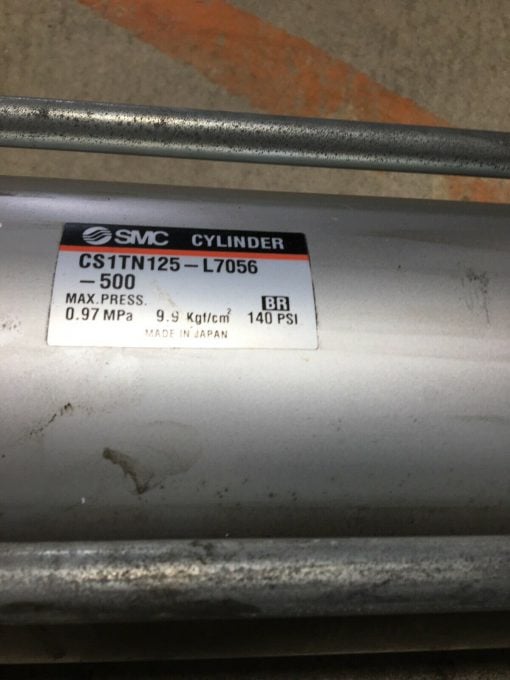 SMC CYLINDER
CS1TN125-L7056
-500
MAX.PRESS. BR
0.97 MPa 9.9 Kgf/cm² 140 PSI
MADE IN JAPAN